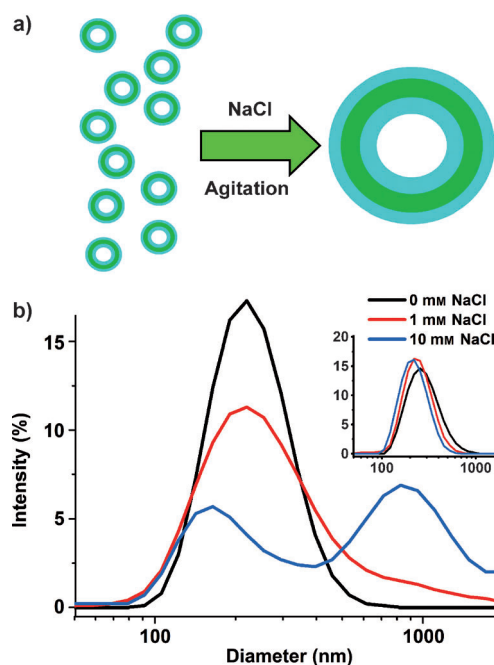 a)
NaCl
Agitation
b)
0 mM NaCl
1 mM NaCl
10 mM NaCl
15
10
5
0
Intensity (%)
20
15
10
5
0
100
1000
100
1000
Diameter (nm)